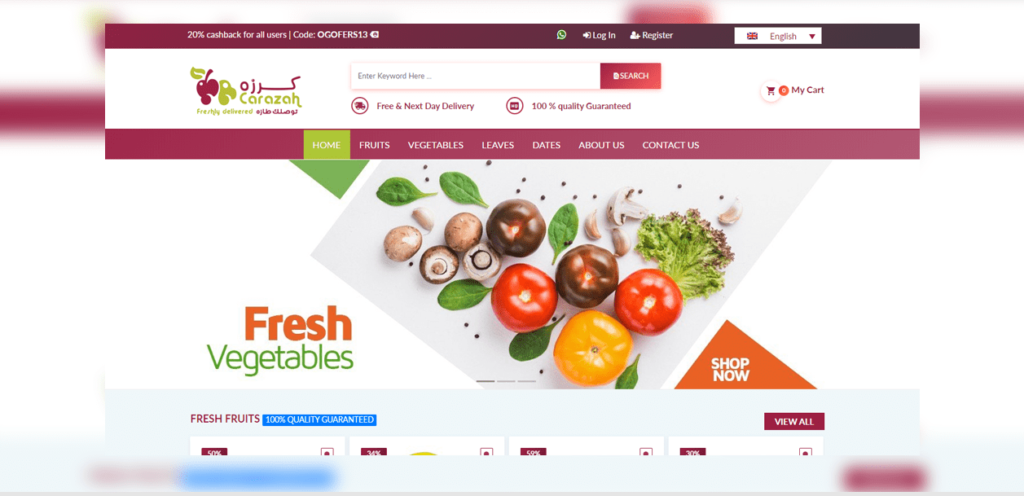 20% cashback for all users | Code: OGOFERS13
Log In
Register
English
كرزه
Carazah
Freshly delivered توصلك طازه
Enter Keyword Here ...
SEARCH
Free & Next Day Delivery
100 % quality Guaranteed
0 My Cart
HOME FRUITS VEGETABLES LEAVES DATES ABOUT US CONTACT US
Fresh
Vegetables
SHOP
NOW
FRESH FRUITS 100% QUALITY GUARANTEED
VIEW ALL
50%
34%
59%
30%